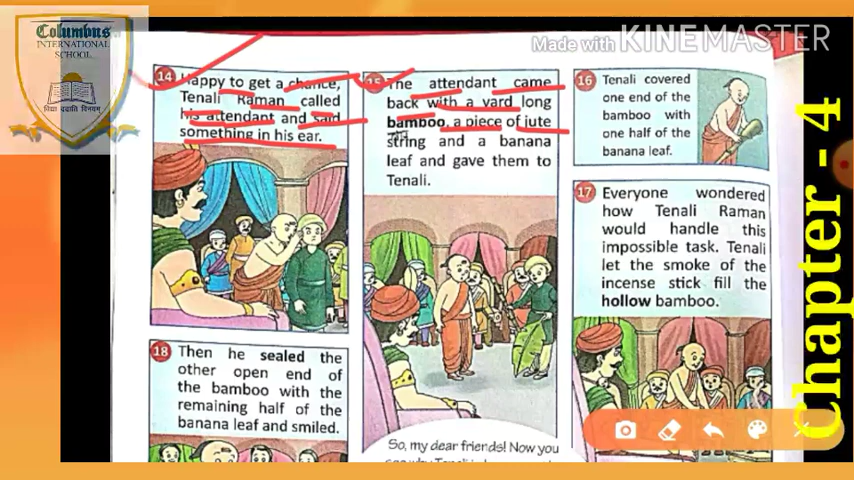 Columbus
INTERNATIONAL
SCHOOL
Made with KINEMASTER
14 Happy to get a chance,
Tenali Raman called
his attendant and said
something in his ear.
15 The attendant came
back with a yard long
bamboo, a piece of jute
string and a banana
leaf and gave them to
Tenali.
16 Tenali covered
one end of the
bamboo with
one half of the
banana leaf.
17 Everyone wondered
how Tenali Raman
would handle this
impossible task. Tenali
let the smoke of the
incense stick fill the
hollow bamboo.
18 Then he sealed the
other open end of
the bamboo with the
remaining half of the
banana leaf and smiled.
So, my dear friends! Now you
Chapter - 4